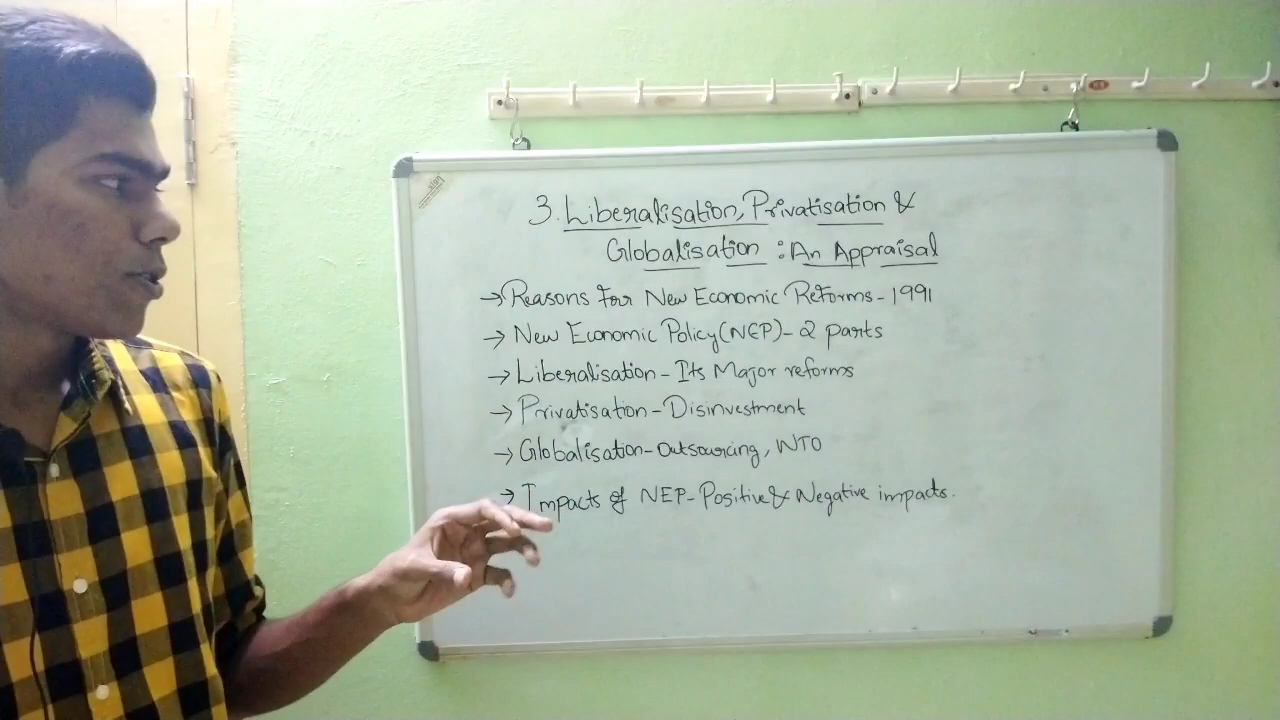 3. Liberalisation, Privatisation &
Globalisation : An Appraisal
→ Reasons for New Economic Reforms - 1991
→ New Economic Policy (NEP) - 2 parts
→ Liberalisation - Its Major reforms
→ Privatisation - Disinvestment
→ Globalisation - Outsourcing, WTO
→ Impacts of NEP - Positive & Negative impacts.